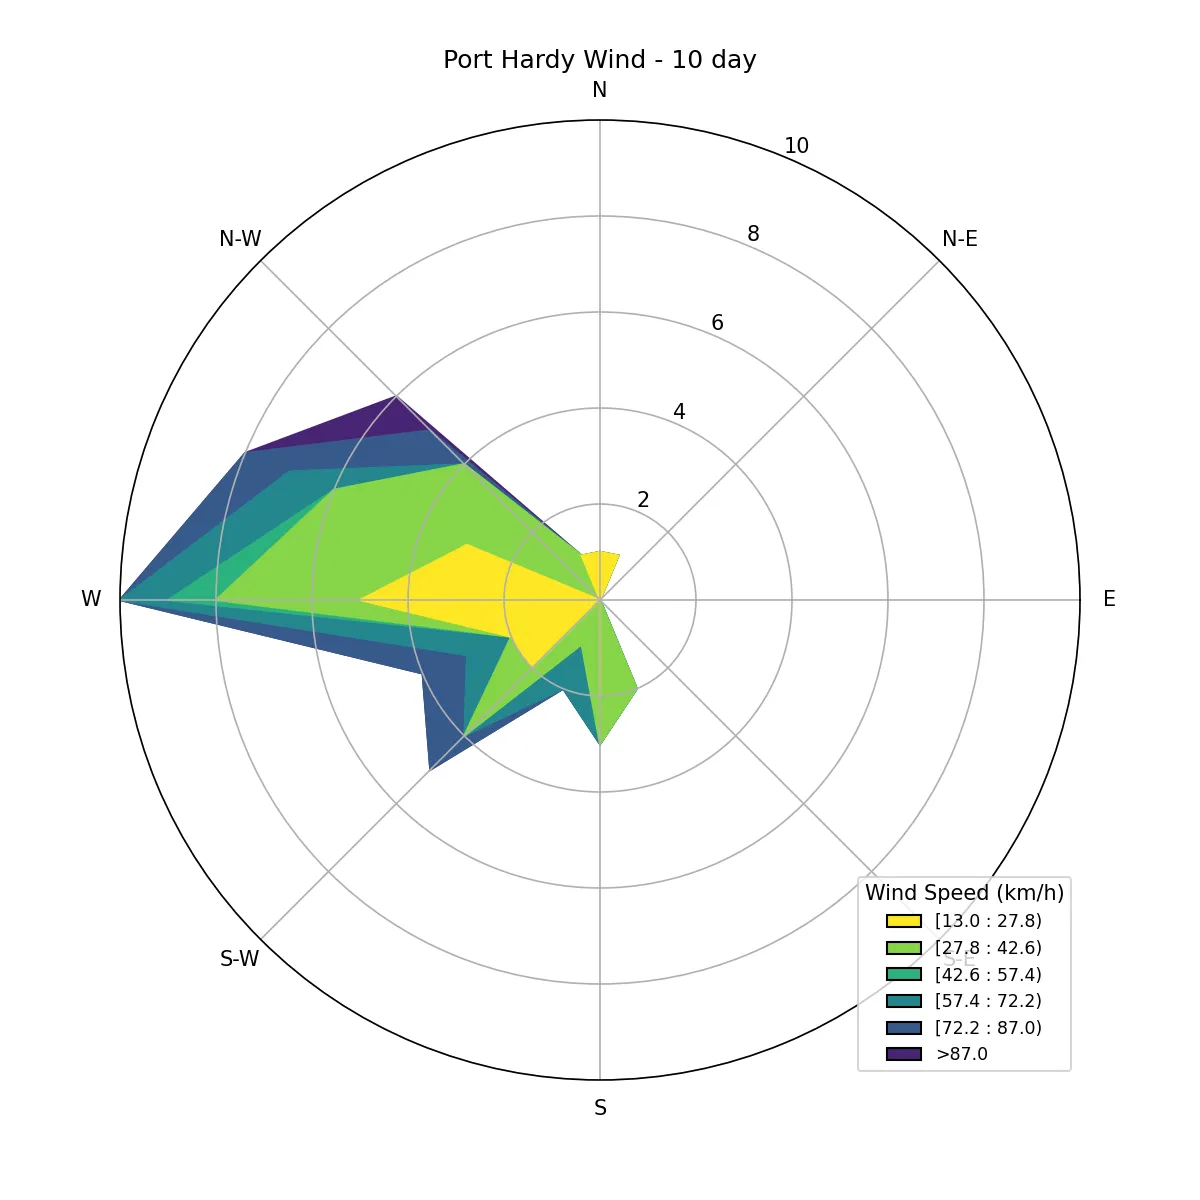 Port Hardy Wind - 10 day
N
10
N-W
8
N-E
6
4
2
W
E
S-W
S-E
S
Wind Speed (km/h)
[13.0 : 27.8)
[27.8 : 42.6)
[42.6 : 57.4)
[57.4 : 72.2)
[72.2 : 87.0)
>87.0